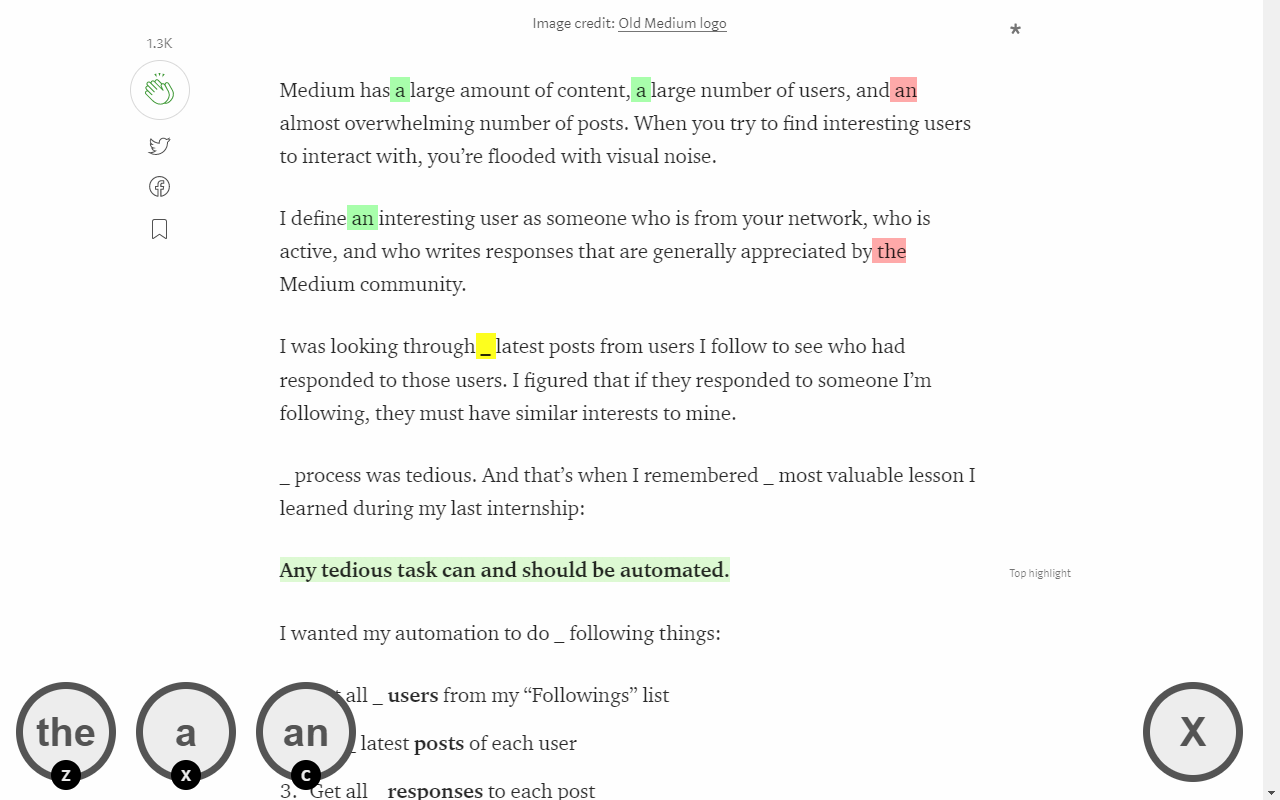 Image credit: Old Medium logo
*
1.3K
Medium has a large amount of content, a large number of users, and an
almost overwhelming number of posts. When you try to find interesting users
to interact with, you’re flooded with visual noise.
I define an interesting user as someone who is from your network, who is
active, and who writes responses that are generally appreciated by the
Medium community.
I was looking through _ latest posts from users I follow to see who had
responded to those users. I figured that if they responded to someone I’m
following, they must have similar interests to mine.
_ process was tedious. And that’s when I remembered _ most valuable lesson I
learned during my last internship:
Any tedious task can and should be automated.
Top highlight
I wanted my automation to do _ following things:
all _ users from my “Followings” list
_ latest posts of each user
3. Get all _ responses to each post
the
a
an
X
Z
X
C